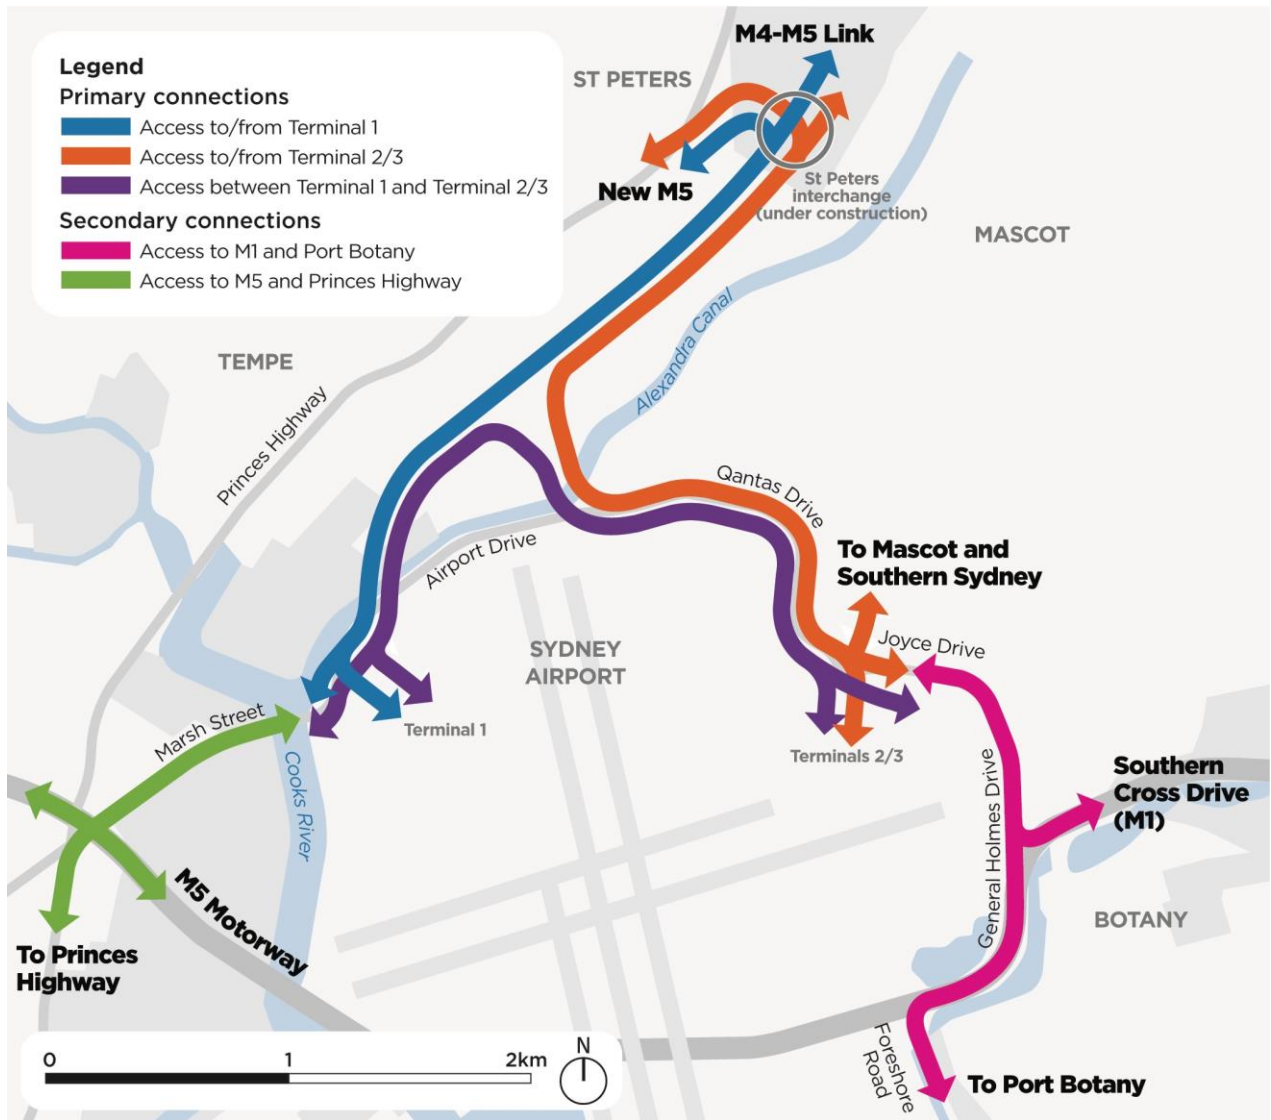 Legend
Primary connections
Access to/from Terminal 1
Access to/from Terminal 2/3
Access between Terminal 1 and Terminal 2/3
Secondary connections
Access to M1 and Port Botany
Access to M5 and Princes Highway
M4-M5 Link
ST PETERS
New M5
St Peters
interchange
(under construction)
MASCOT
Alexandra Canal
TEMPE
Princes Highway
Qantas Drive
Airport Drive
To Mascot and
Southern Sydney
Joyce Drive
SYDNEY
AIRPORT
Marsh Street
Terminal 1
Terminals 2/3
Cooks River
General Holmes Drive
Southern
Cross Drive
(M1)
M5 Motorway
BOTANY
To Princes
Highway
Foreshore
Road
To Port Botany
0 1 2km
N